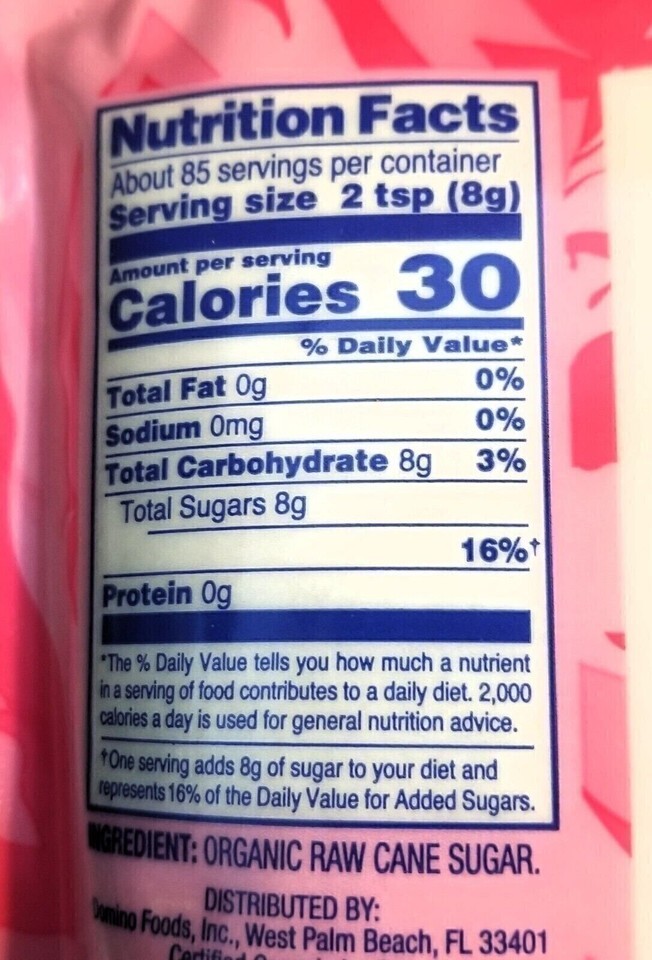 Nutrition Facts
About 85 servings per container
Serving size 2 tsp (8g)
Amount per serving
Calories 30
% Daily Value*
Total Fat 0g 0%
Sodium 0mg 0%
Total Carbohydrate 8g 3%
Total Sugars 8g
16%†
Protein 0g
*The % Daily Value tells you how much a nutrient
in a serving of food contributes to a daily diet. 2,000
calories a day is used for general nutrition advice.
†One serving adds 8g of sugar to your diet and
represents 16% of the Daily Value for Added Sugars.
INGREDIENT: ORGANIC RAW CANE SUGAR.
DISTRIBUTED BY:
Domino Foods, Inc., West Palm Beach, FL 33401